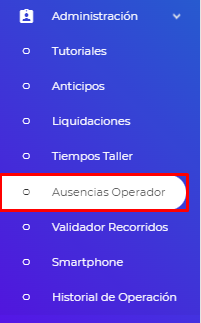 Administración
Tutoriales
Anticipos
Liquidaciones
Tiempos Taller
Ausencias Operador
Validador Recorridos
Smartphone
Historial de Operación